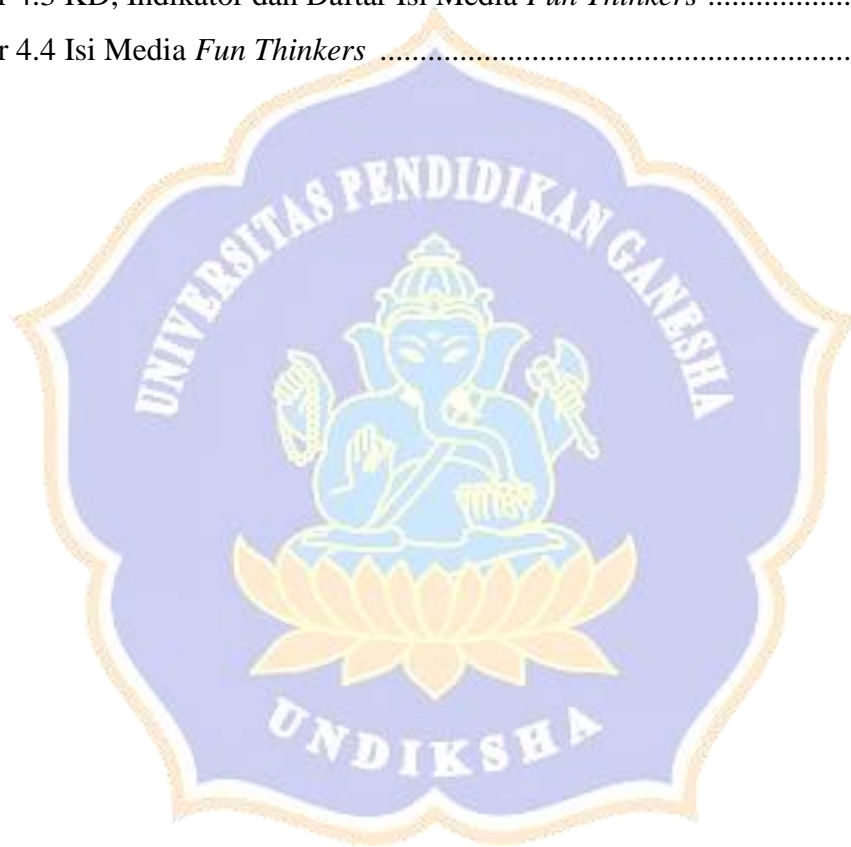 r 4.3 KD, Indikator dan Daftar Isi Media Fun Thinkers ..................
r 4.4 Isi Media Fun Thinkers ...........................................................
UNIVERSITAS PENDIDIKAN GANESHA
UNDIKSHA